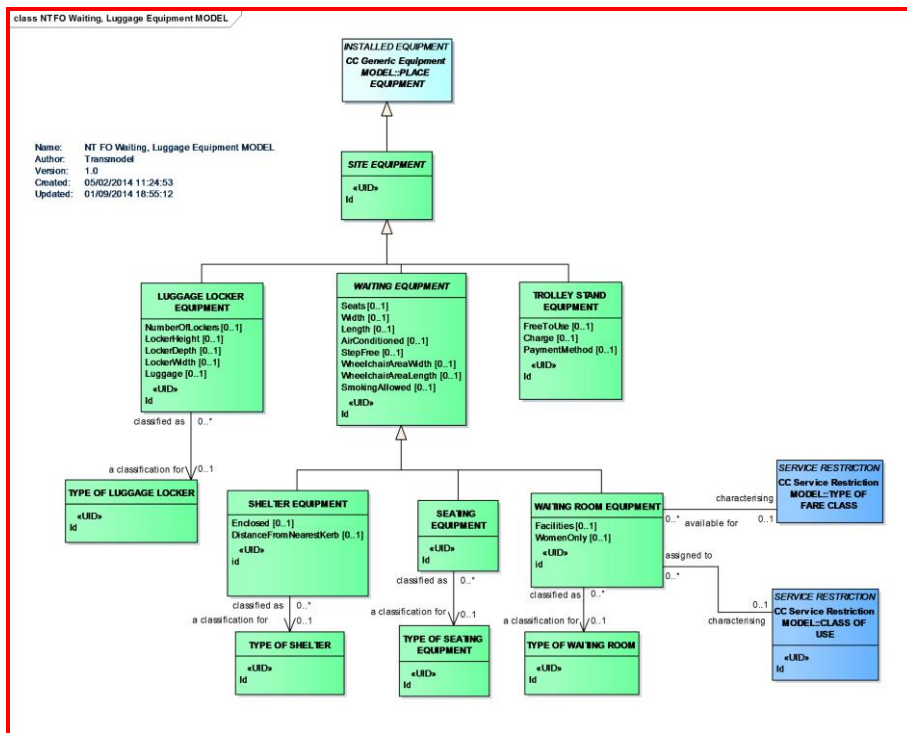 class NTFO Waiting, Luggage Equipment MODEL
INSTALLED EQUIPMENT
CC Generic Equipment
MODEL::PLACE
EQUIPMENT
Name: NT FO Waiting, Luggage Equipment MODEL
Author: Transmodel
Version: 1.0
Created: 05/02/2014 11:24:53
Updated: 01/09/2014 18:55:12
SITE EQUIPMENT
«UID»
Id
LUGGAGE LOCKER
EQUIPMENT
NumberOfLockers [0..1]
LockerHeight [0..1]
LockerDepth [0..1]
LockerWidth [0..1]
Luggage [0..1]
«UID»
Id
WAITING EQUIPMENT
Seats [0..1]
Width [0..1]
Length [0..1]
AirConditioned [0..1]
StepFree [0..1]
WheelchairAreaWidth [0..1]
WheelchairAreaLength [0..1]
SmokingAllowed [0..1]
«UID»
Id
TROLLEY STAND
EQUIPMENT
FreeToUse [0..1]
Charge [0..1]
PaymentMethod [0..1]
«UID»
Id
classified as 0..*
a classification for 0..1
TYPE OF LUGGAGE LOCKER
«UID»
Id
SHELTER EQUIPMENT
Enclosed [0..1]
DistanceFromNearestKerb [0..1]
«UID»
id
SEATING
EQUIPMENT
«UID»
Id
WAITING ROOM EQUIPMENT
Facilities [0..1]
WomenOnly [0..1]
«UID»
id
characterising
0..* available for 0..1
SERVICE RESTRICTION
CC Service Restriction
MODEL::TYPE OF
FARE CLASS
assigned to
0..*
0..1
characterising
SERVICE RESTRICTION
CC Service Restriction
MODEL::CLASS OF
USE
«UID»
Id
classified as 0..*
a classification for 0..1
TYPE OF SHELTER
«UID»
Id
classified as 0..*
a classification for 0..1
TYPE OF SEATING
EQUIPMENT
«UID»
Id
classified as 0..*
a classification for 0..1
TYPE OF WAITING ROOM
«UID»
Id